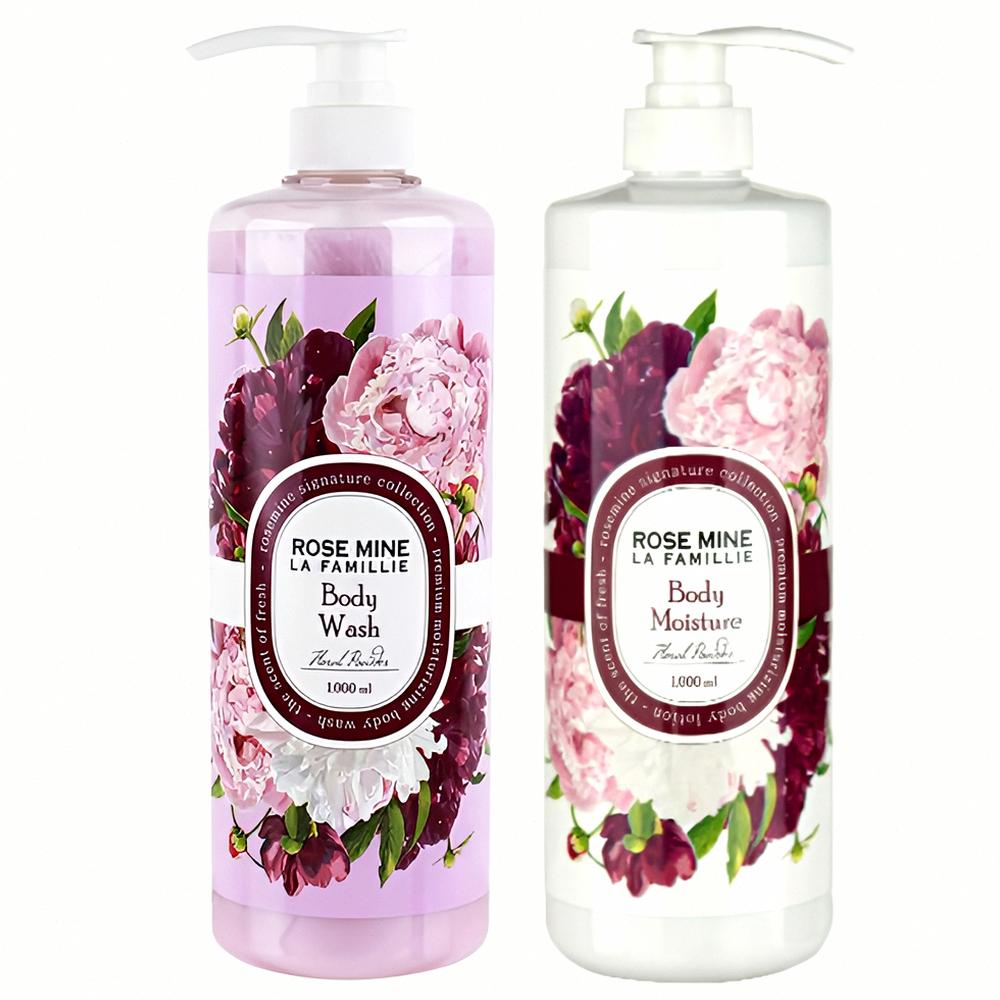 rosemine signature collection - premium moisturizing body wash - the scent of fresh -
ROSE MINE
LA FAMILLIE
Body
Wash
1,000 ml
rosemine signature collection - premium moisturizing body lotion - the scent of fresh -
ROSE MINE
LA FAMILLIE
Body
Moisture
1,000 ml